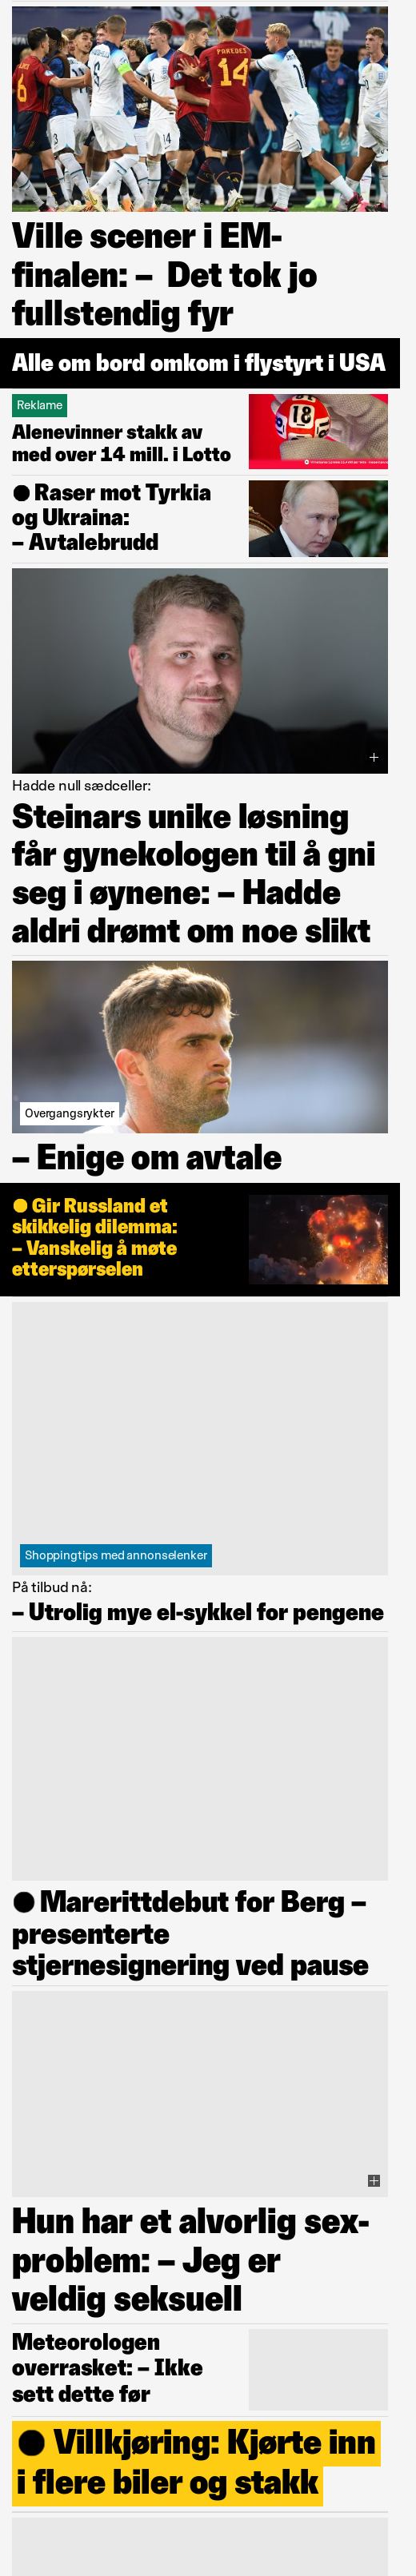 6
PAREDES
14
BATUMI
Ville scener i EM-
finalen: – Det tok jo
fullstendig fyr
Alle om bord omkom i flystyrt i USA
Reklame
Alenevinner stakk av
med over 14 mill. i Lotto
18
● Raser mot Tyrkia
og Ukraina:
– Avtalebrudd
Hadde null sædceller:
Steinars unike løsning
får gynekologen til å gni
seg i øynene: – Hadde
aldri drømt om noe slikt
Overgangsrykter
– Enige om avtale
● Gir Russland et
skikkelig dilemma:
– Vanskelig å møte
etterspørselen
Shoppingtips med annonselenker
På tilbud nå:
– Utrolig mye el-sykkel for pengene
● Marerittdebut for Berg –
presenterte
stjernesignering ved pause
Hun har et alvorlig sex-
problem: – Jeg er
veldig seksuell
Meteorologen
overrasket: – Ikke
sett dette før
● Villkjøring: Kjørte inn
i flere biler og stakk